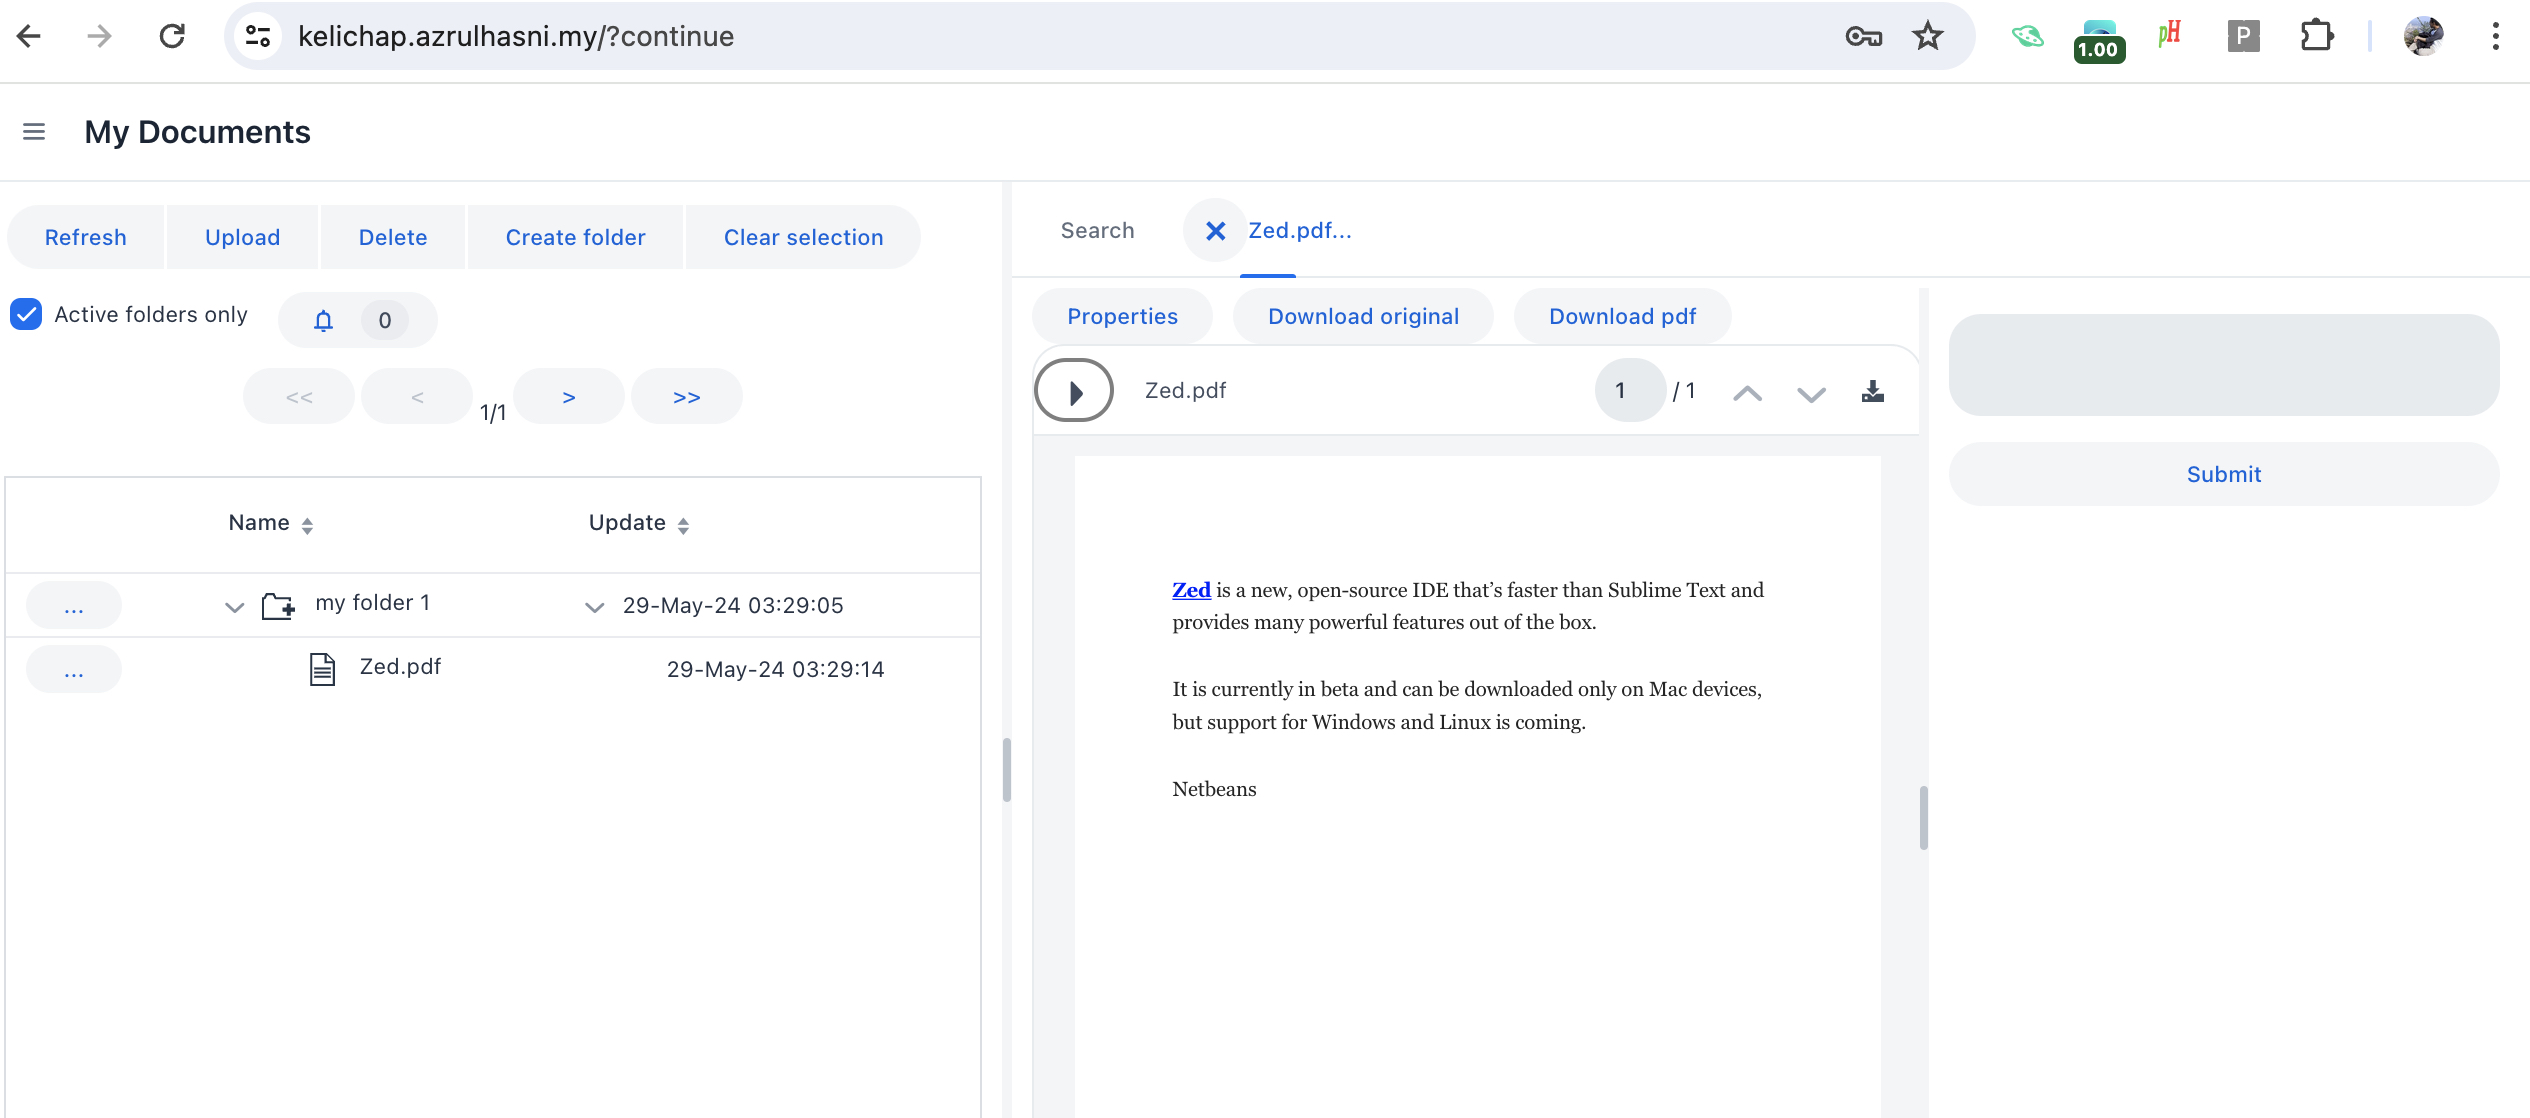 kelichap.azrulhasni.my/?continue
1.00
pH
P
My Documents
Refresh
Upload
Delete
Create folder
Clear selection
Active folders only
0
<<
<
1/1
>
>>
Name
Update
...
my folder 1
29-May-24 03:29:05
...
Zed.pdf
29-May-24 03:29:14
Search
Zed.pdf...
Properties
Download original
Download pdf
Zed.pdf
1 / 1
Zed is a new, open-source IDE that’s faster than Sublime Text and
provides many powerful features out of the box.
It is currently in beta and can be downloaded only on Mac devices,
but support for Windows and Linux is coming.
Netbeans
Submit